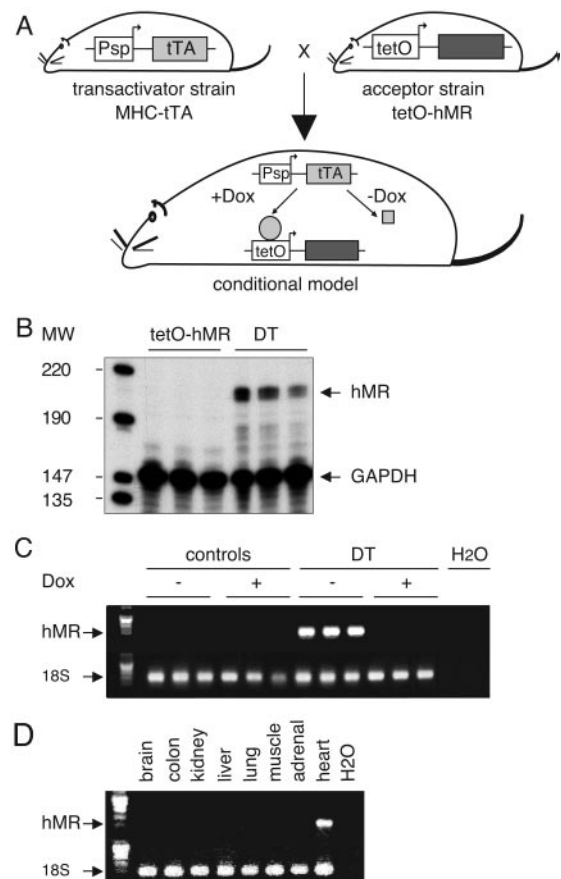 A
Psp tTA
X
tetO
transactivator strain
MHC-tTA
acceptor strain
tetO-hMR
Psp tTA
+Dox
-Dox
tetO
conditional model
B
MW
tetO-hMR
DT
220
190
147
135
hMR
GAPDH
C
controls
DT
H2O
Dox
- + - +
hMR
18S
D
brain
colon
kidney
liver
lung
muscle
adrenal
heart
H2O
hMR
18S